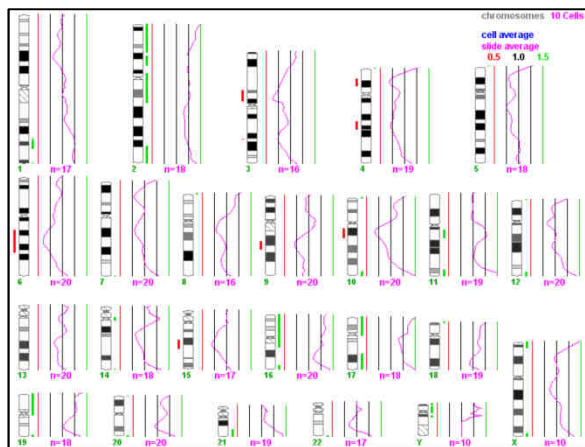 chromosomes 10 Cells
cell average
slide average
0.5 1.0 1.5
1 n=17
2 n=18
3 n=16
4 n=19
5 n=18
6 n=20
7 n=20
8 n=16
9 n=20
10 n=20
11 n=19
12 n=20
13 n=20
14 n=18
15 n=17
16 n=20
17 n=18
18 n=19
19 n=18
20 n=20
21 n=19
22 n=17
Y n=10
X n=10